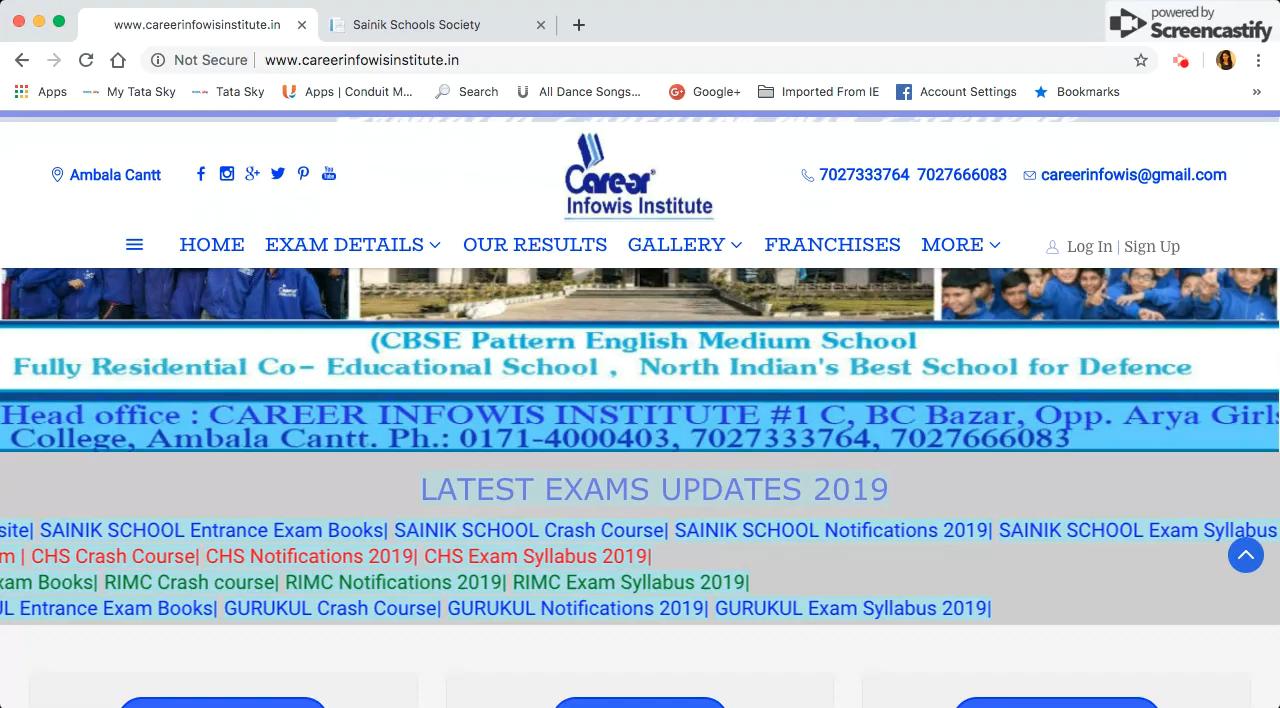 www.careerinfowisinstitute.in
Sainik Schools Society
powered by
Screencastify
Not Secure
www.careerinfowisinstitute.in
Apps
My Tata Sky
Tata Sky
Apps | Conduit M...
Search
All Dance Songs...
Google+
Imported From IE
Account Settings
Bookmarks
Ambala Cantt
Career
Infowis Institute
7027333764 7027666083
careerinfowis@gmail.com
HOME
EXAM DETAILS
OUR RESULTS
GALLERY
FRANCHISES
MORE
Log In | Sign Up
(CBSE Pattern English Medium School
Fully Residential Co- Educational School , North Indian's Best School for Defence
Head office : CAREER INFOWIS INSTITUTE #1 C, BC Bazar, Opp. Arya Girls
College, Ambala Cantt. Ph.: 0171-4000403, 7027333764, 7027666083
LATEST EXAMS UPDATES 2019
site| SAINIK SCHOOL Entrance Exam Books| SAINIK SCHOOL Crash Course| SAINIK SCHOOL Notifications 2019| SAINIK SCHOOL Exam Syllabus
m | CHS Crash Course| CHS Notifications 2019| CHS Exam Syllabus 2019|
xam Books| RIMC Crash course| RIMC Notifications 2019| RIMC Exam Syllabus 2019|
UL Entrance Exam Books| GURUKUL Crash Course| GURUKUL Notifications 2019| GURUKUL Exam Syllabus 2019|